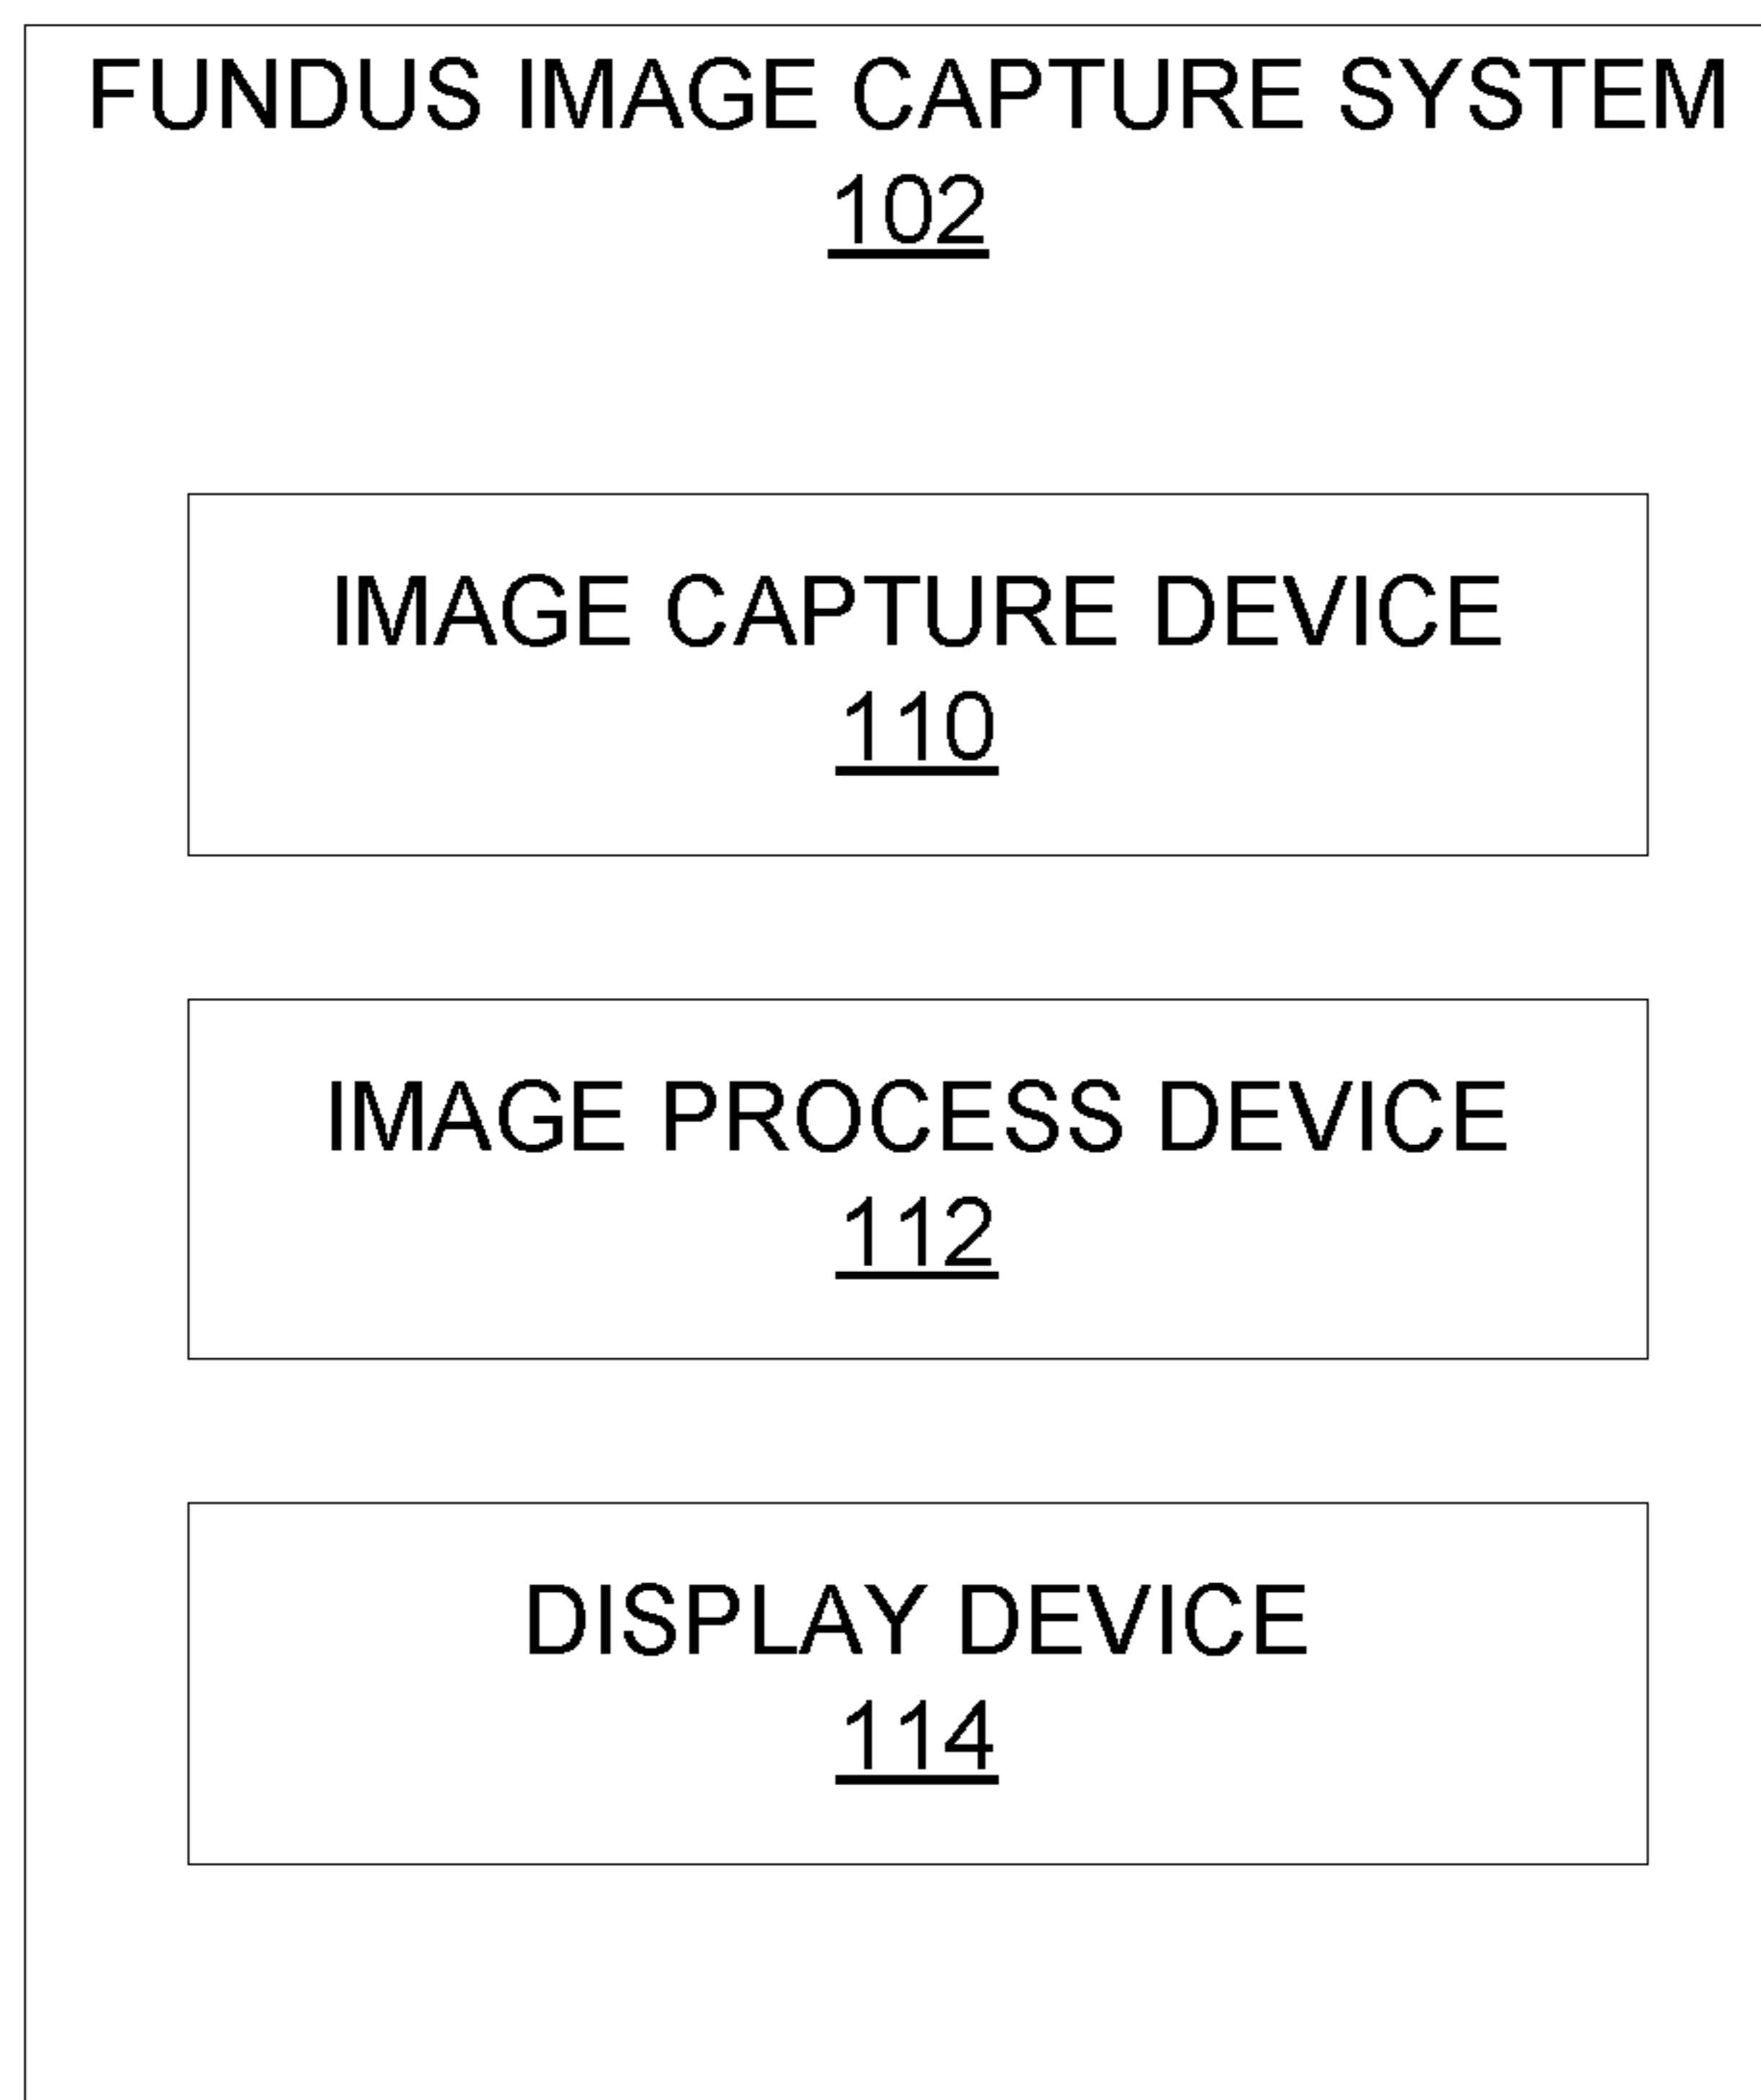 FUNDUS IMAGE CAPTURE SYSTEM
102
IMAGE CAPTURE DEVICE
110
IMAGE PROCESS DEVICE
112
DISPLAY DEVICE
114